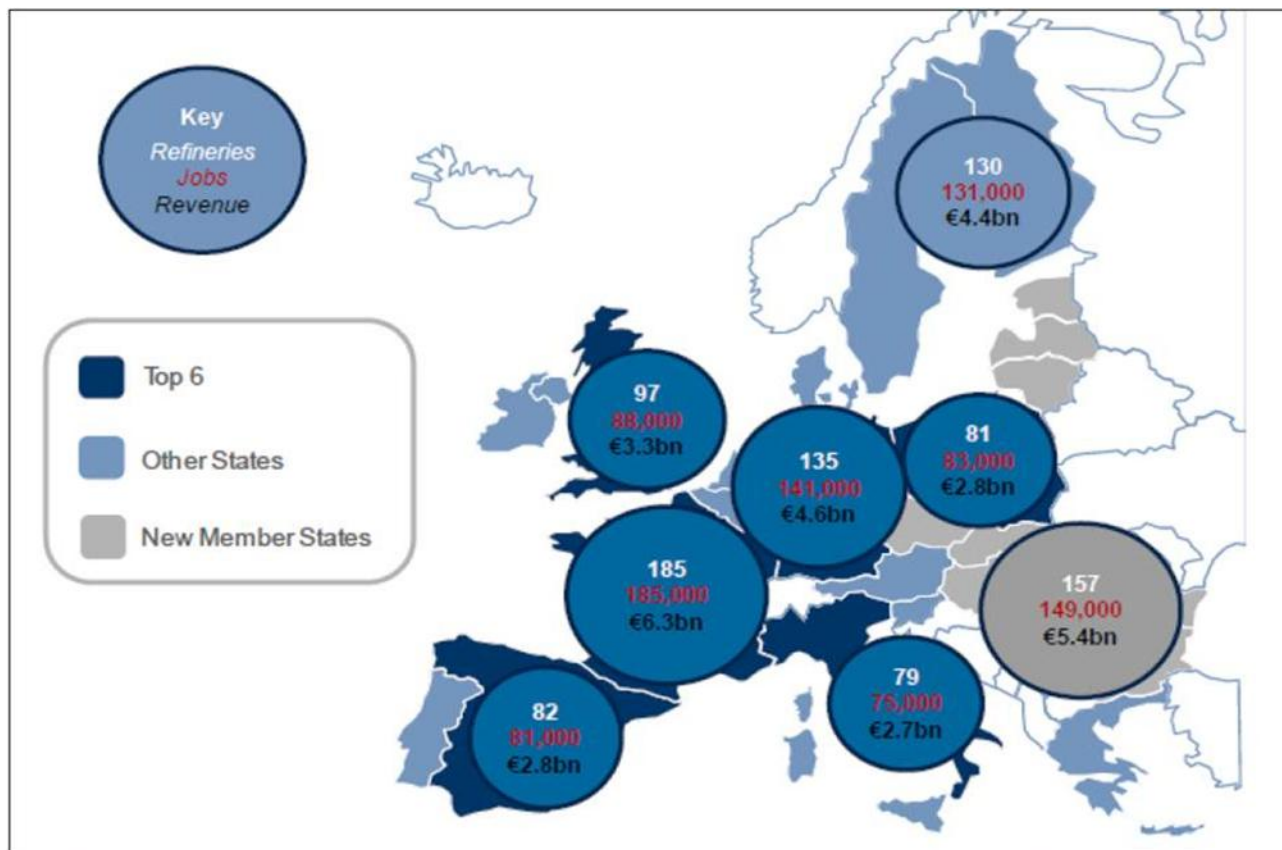 Key
Refineries
Jobs
Revenue
130
131,000
€4.4bn
Top 6
Other States
New Member States
97
88,000
€3.3bn
135
141,000
€4.6bn
81
83,000
€2.8bn
185
185,000
€6.3bn
157
149,000
€5.4bn
82
81,000
€2.8bn
79
75,000
€2.7bn